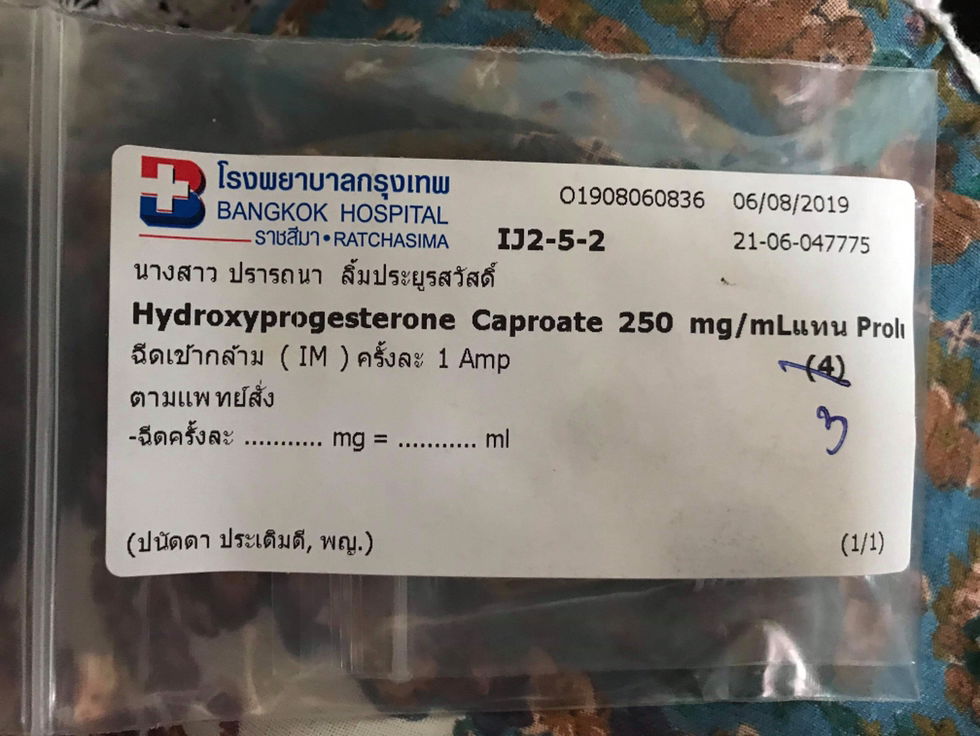 โรงพยาบาลกรุงเทพ
BANGKOK HOSPITAL
ราชสีมา • RATCHASIMA
O1908060836 06/08/2019
IJ2-5-2 21-06-047775
นางสาว ปรารถนา ลิ้มประยูรสวัสดิ์
Hydroxyprogesterone Caproate 250 mg/mLแทน Prolu
ฉีดเข้ากล้าม ( IM ) ครั้งละ 1 Amp
(4)
ตามแพทย์สั่ง
3
-ฉีดครั้งละ ........... mg = ........... ml
(ปนัดดา ประเดิมดี, พญ.) (1/1)